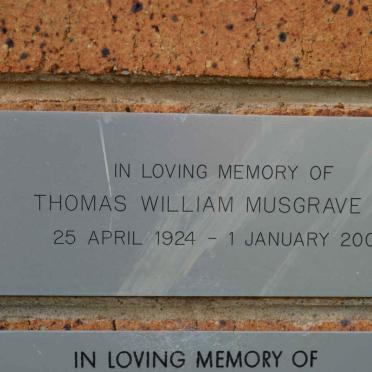 IN LOVING MEMORY OF
THOMAS WILLIAM MUSGRAVE
25 APRIL 1924 - 1 JANUARY
IN LOVING MEMORY OF